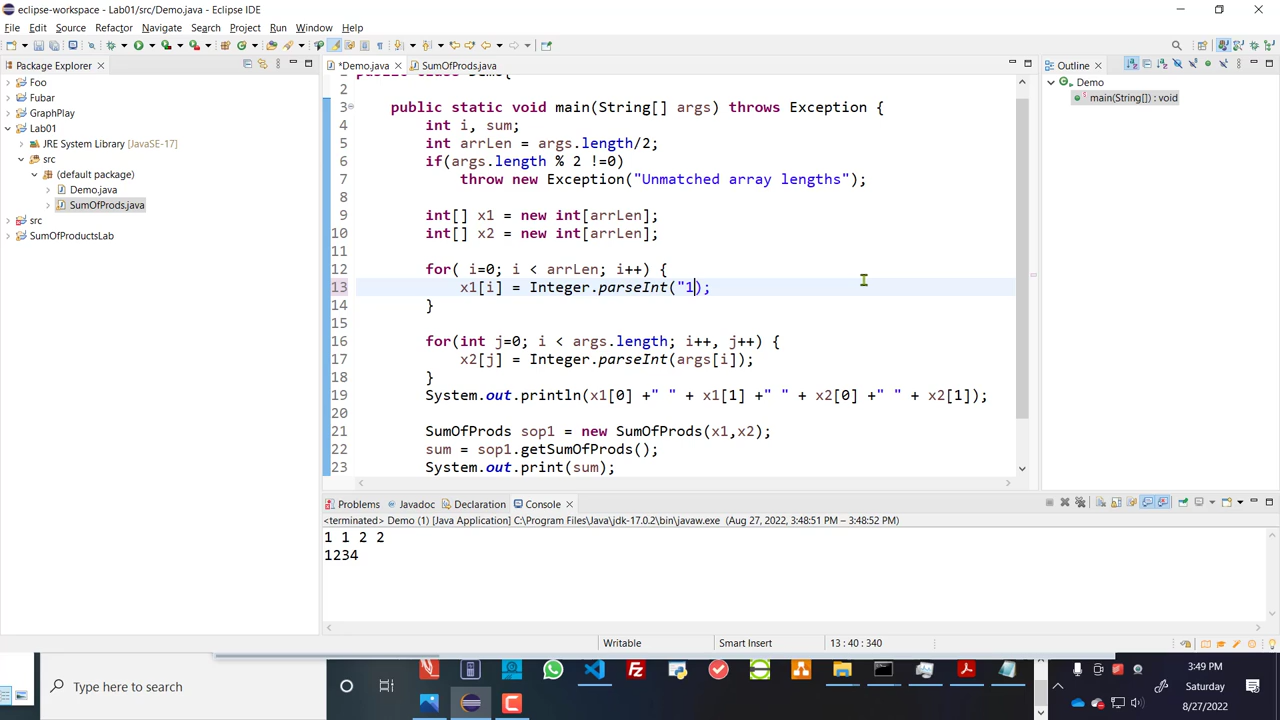 eclipse-workspace - Lab01/src/Demo.java - Eclipse IDE
File Edit Source Refactor Navigate Search Project Run Window Help
Package Explorer
Foo
Fubar
GraphPlay
Lab01
JRE System Library [JavaSE-17]
src
(default package)
Demo.java
SumOfProds.java
src
SumOfProductsLab
*Demo.java SumOfProds.java
2
3 public static void main(String[] args) throws Exception {
4 int i, sum;
5 int arrLen = args.length/2;
6 if(args.length % 2 !=0)
7 throw new Exception("Unmatched array lengths");
8
9 int[] x1 = new int[arrLen];
10 int[] x2 = new int[arrLen];
11
12 for( i=0; i < arrLen; i++) {
13 x1[i] = Integer.parseInt("1);
14 }
15
16 for(int j=0; i < args.length; i++, j++) {
17 x2[j] = Integer.parseInt(args[i]);
18 }
19 System.out.println(x1[0] +" " + x1[1] +" " + x2[0] +" " + x2[1]);
20
21 SumOfProds sop1 = new SumOfProds(x1,x2);
22 sum = sop1.getSumOfProds();
23 System.out.print(sum);
Outline
Demo
main(String[]) : void
Problems Javadoc Declaration Console
<terminated> Demo (1) [Java Application] C:\Program Files\Java\jdk-17.0.2\bin\javaw.exe (Aug 27, 2022, 3:48:51 PM – 3:48:52 PM)
1 1 2 2
1234
Writable Smart Insert 13 : 40 : 340
Type here to search
3:49 PM
Saturday
8/27/2022